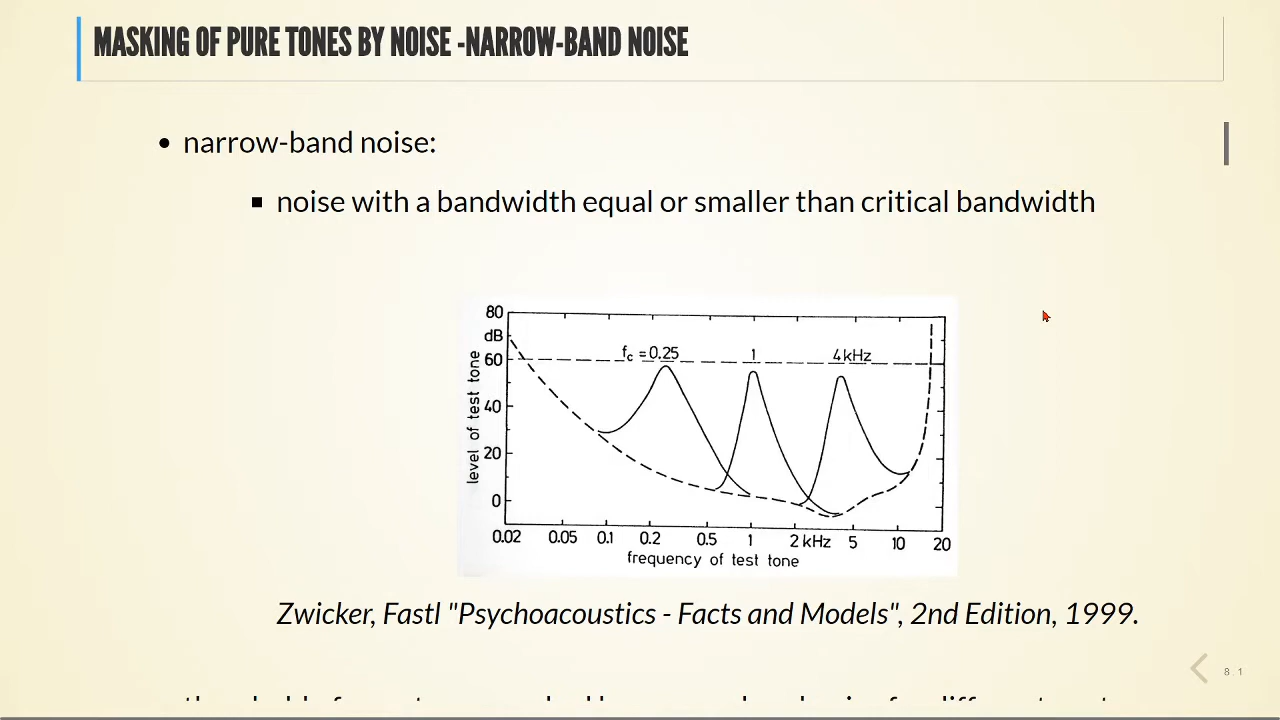 MASKING OF PURE TONES BY NOISE -NARROW-BAND NOISE
narrow-band noise:
noise with a bandwidth equal or smaller than critical bandwidth
80
dB
60
40
20
0
level of test tone
fc = 0.25
1
4 kHz
0.02 0.05 0.1 0.2 0.5 1 2 kHz 5 10 20
frequency of test tone
Zwicker, Fastl "Psychoacoustics - Facts and Models", 2nd Edition, 1999.
8.1